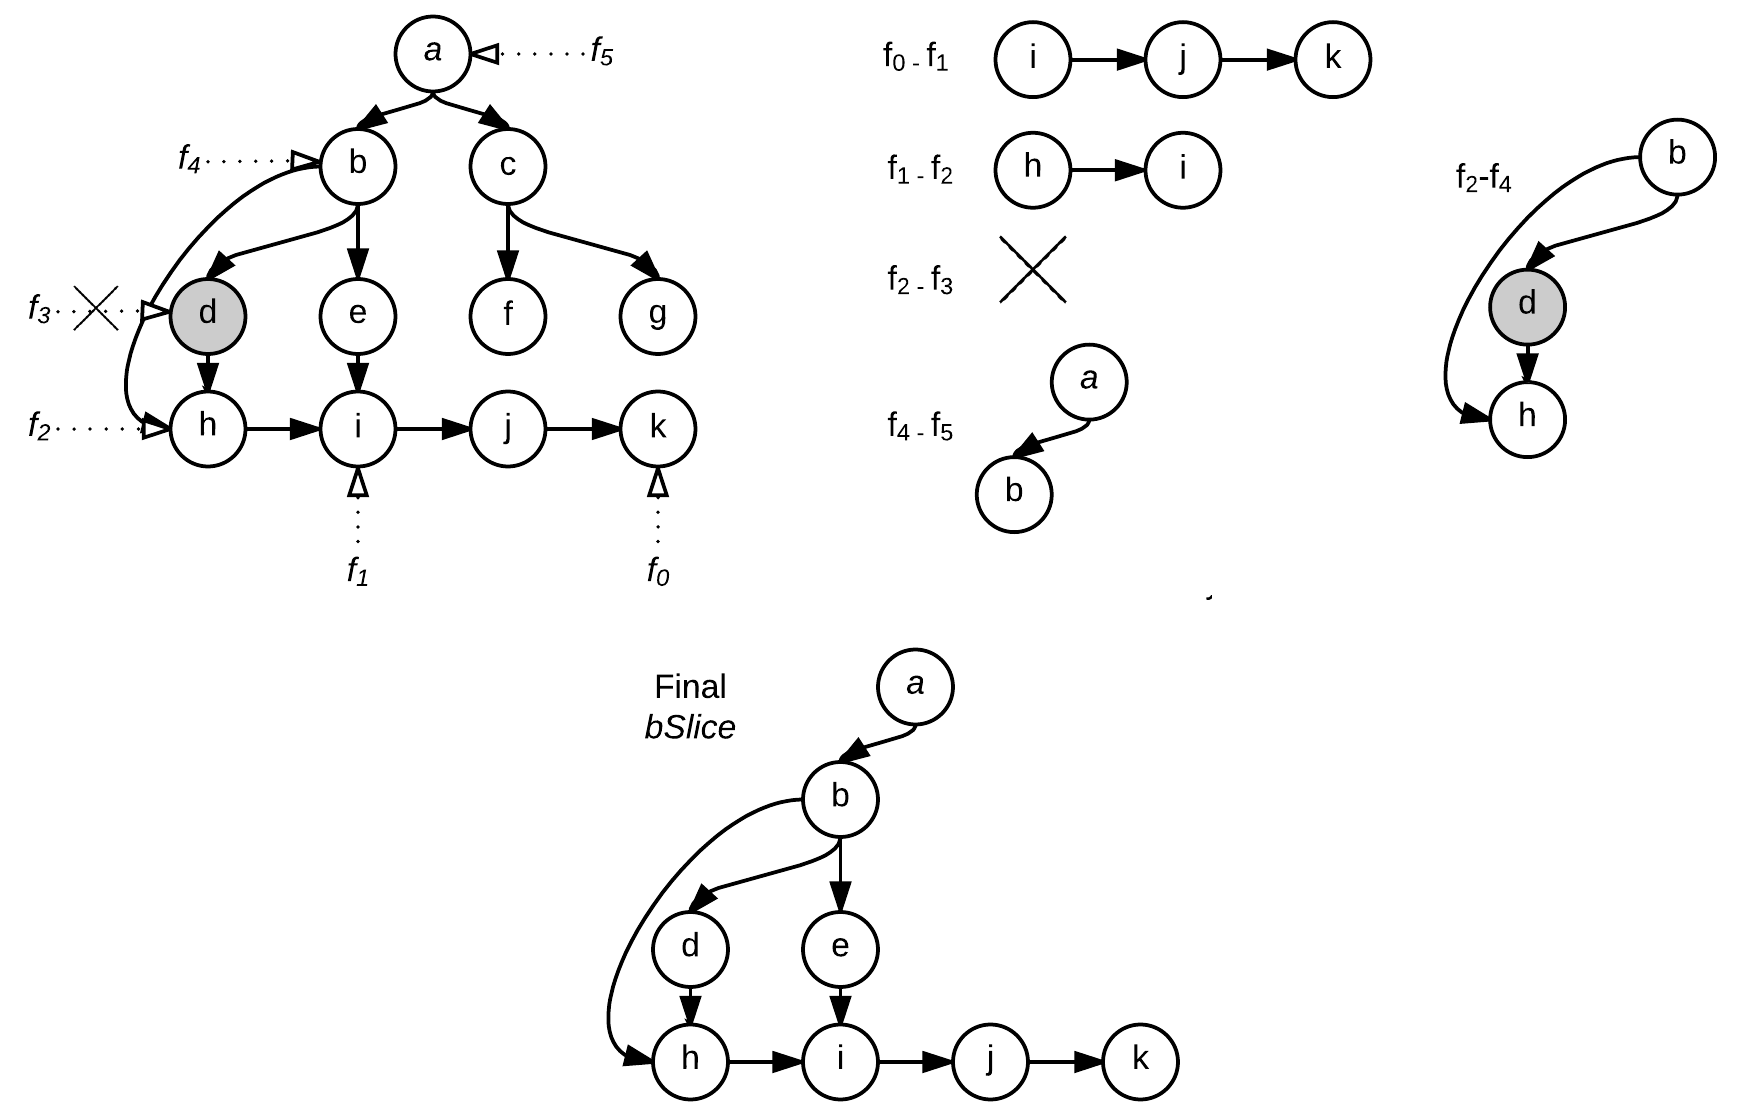 a
f5
b
c
f4
d
e
f
g
f3
h
i
j
k
f2
f1
f0
f0 - f1
i
j
k
f1 - f2
h
i
f2 - f3
a
f4 - f5
b
f2-f4
b
d
h
Final
bSlice
a
b
d
e
h
i
j
k